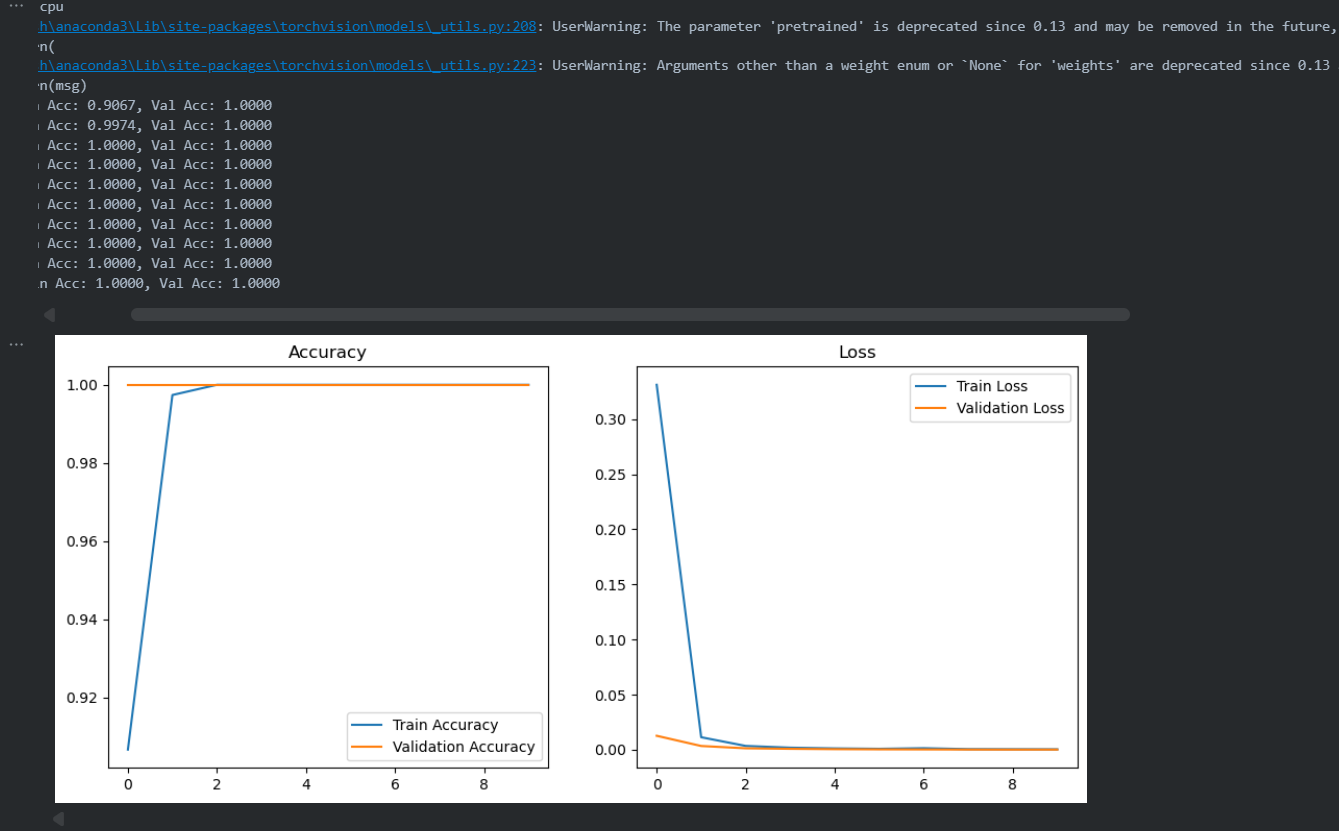 cpu
h\anaconda3\Lib\site-packages\torchvision\models\_utils.py:208: UserWarning: The parameter 'pretrained' is deprecated since 0.13 and may be removed in the future,
n(
h\anaconda3\Lib\site-packages\torchvision\models\_utils.py:223: UserWarning: Arguments other than a weight enum or `None` for 'weights' are deprecated since 0.13
n(msg)
Acc: 0.9067, Val Acc: 1.0000
Acc: 0.9974, Val Acc: 1.0000
Acc: 1.0000, Val Acc: 1.0000
Acc: 1.0000, Val Acc: 1.0000
Acc: 1.0000, Val Acc: 1.0000
Acc: 1.0000, Val Acc: 1.0000
Acc: 1.0000, Val Acc: 1.0000
Acc: 1.0000, Val Acc: 1.0000
Acc: 1.0000, Val Acc: 1.0000
n Acc: 1.0000, Val Acc: 1.0000
Accuracy
1.00
0.98
0.96
0.94
0.92
Train Accuracy
Validation Accuracy
0 2 4 6 8
Loss
Train Loss
Validation Loss
0.30
0.25
0.20
0.15
0.10
0.05
0.00
0 2 4 6 8